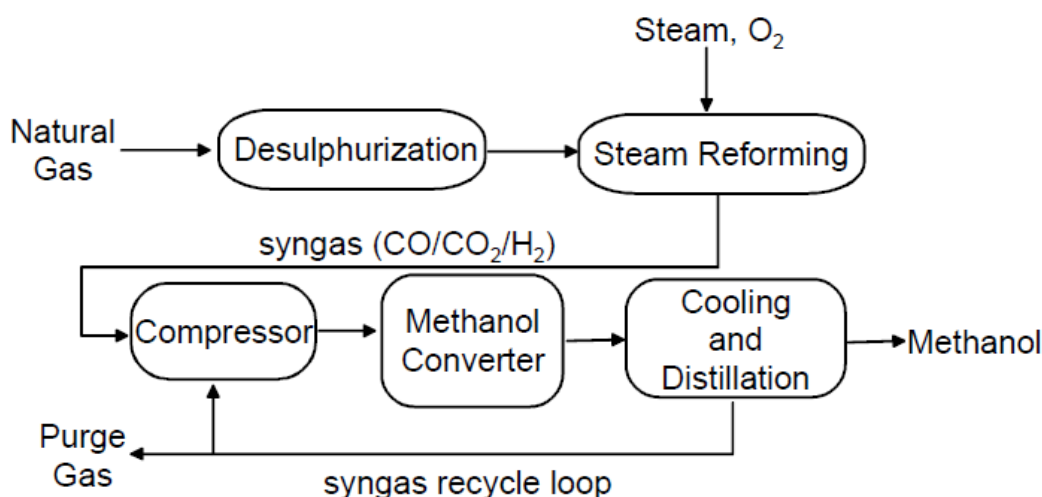 Steam, O₂
Natural
Gas
Desulphurization
Steam Reforming
syngas (CO/CO₂/H₂)
Compressor
Methanol
Converter
Cooling
and
Distillation
Methanol
Purge
Gas
syngas recycle loop